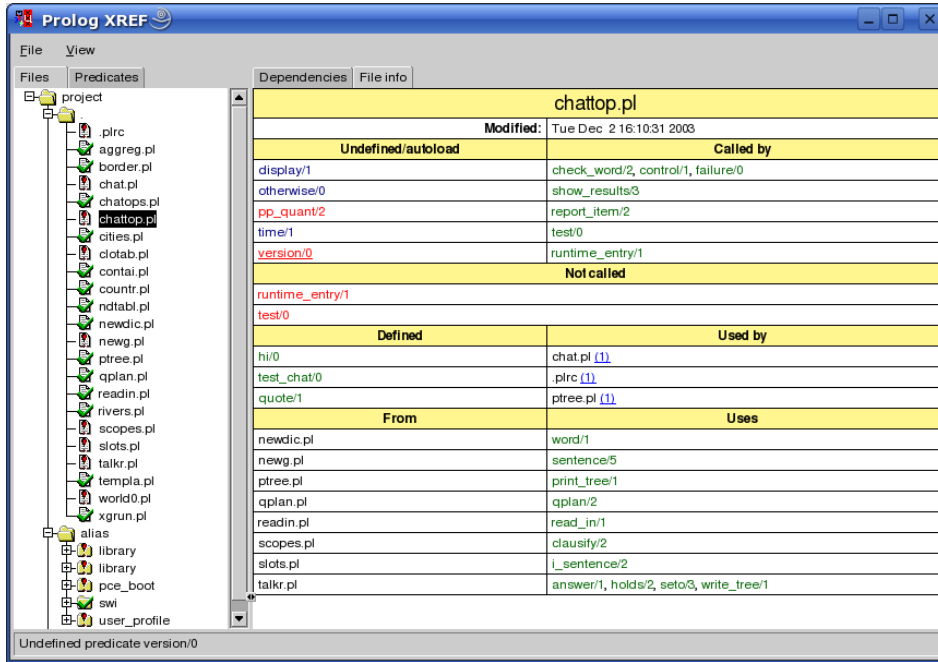 Prolog XREF
File View
Files Predicates
project
.
.plrc
aggreg.pl
border.pl
chat.pl
chatops.pl
chattop.pl
cities.pl
clotab.pl
contai.pl
countr.pl
ndtabl.pl
newdic.pl
newg.pl
ptree.pl
qplan.pl
readin.pl
rivers.pl
scopes.pl
slots.pl
talkr.pl
templa.pl
world0.pl
xgrun.pl
alias
library
library
pce_boot
swi
user_profile
Dependencies File info
chattop.pl
Modified: Tue Dec 2 16:10:31 2003
Undefined/autoload Called by
display/1 check_word/2, control/1, failure/0
otherwise/0 show_results/3
pp_quant/2 report_item/2
time/1 test/0
version/0 runtime_entry/1
Not called
runtime_entry/1
test/0
Defined Used by
hi/0 chat.pl (1)
test_chat/0 .plrc (1)
quote/1 ptree.pl (1)
From Uses
newdic.pl word/1
newg.pl sentence/5
ptree.pl print_tree/1
qplan.pl qplan/2
readin.pl read_in/1
scopes.pl clausify/2
slots.pl i_sentence/2
talkr.pl answer/1, holds/2, seto/3, write_tree/1
Undefined predicate version/0